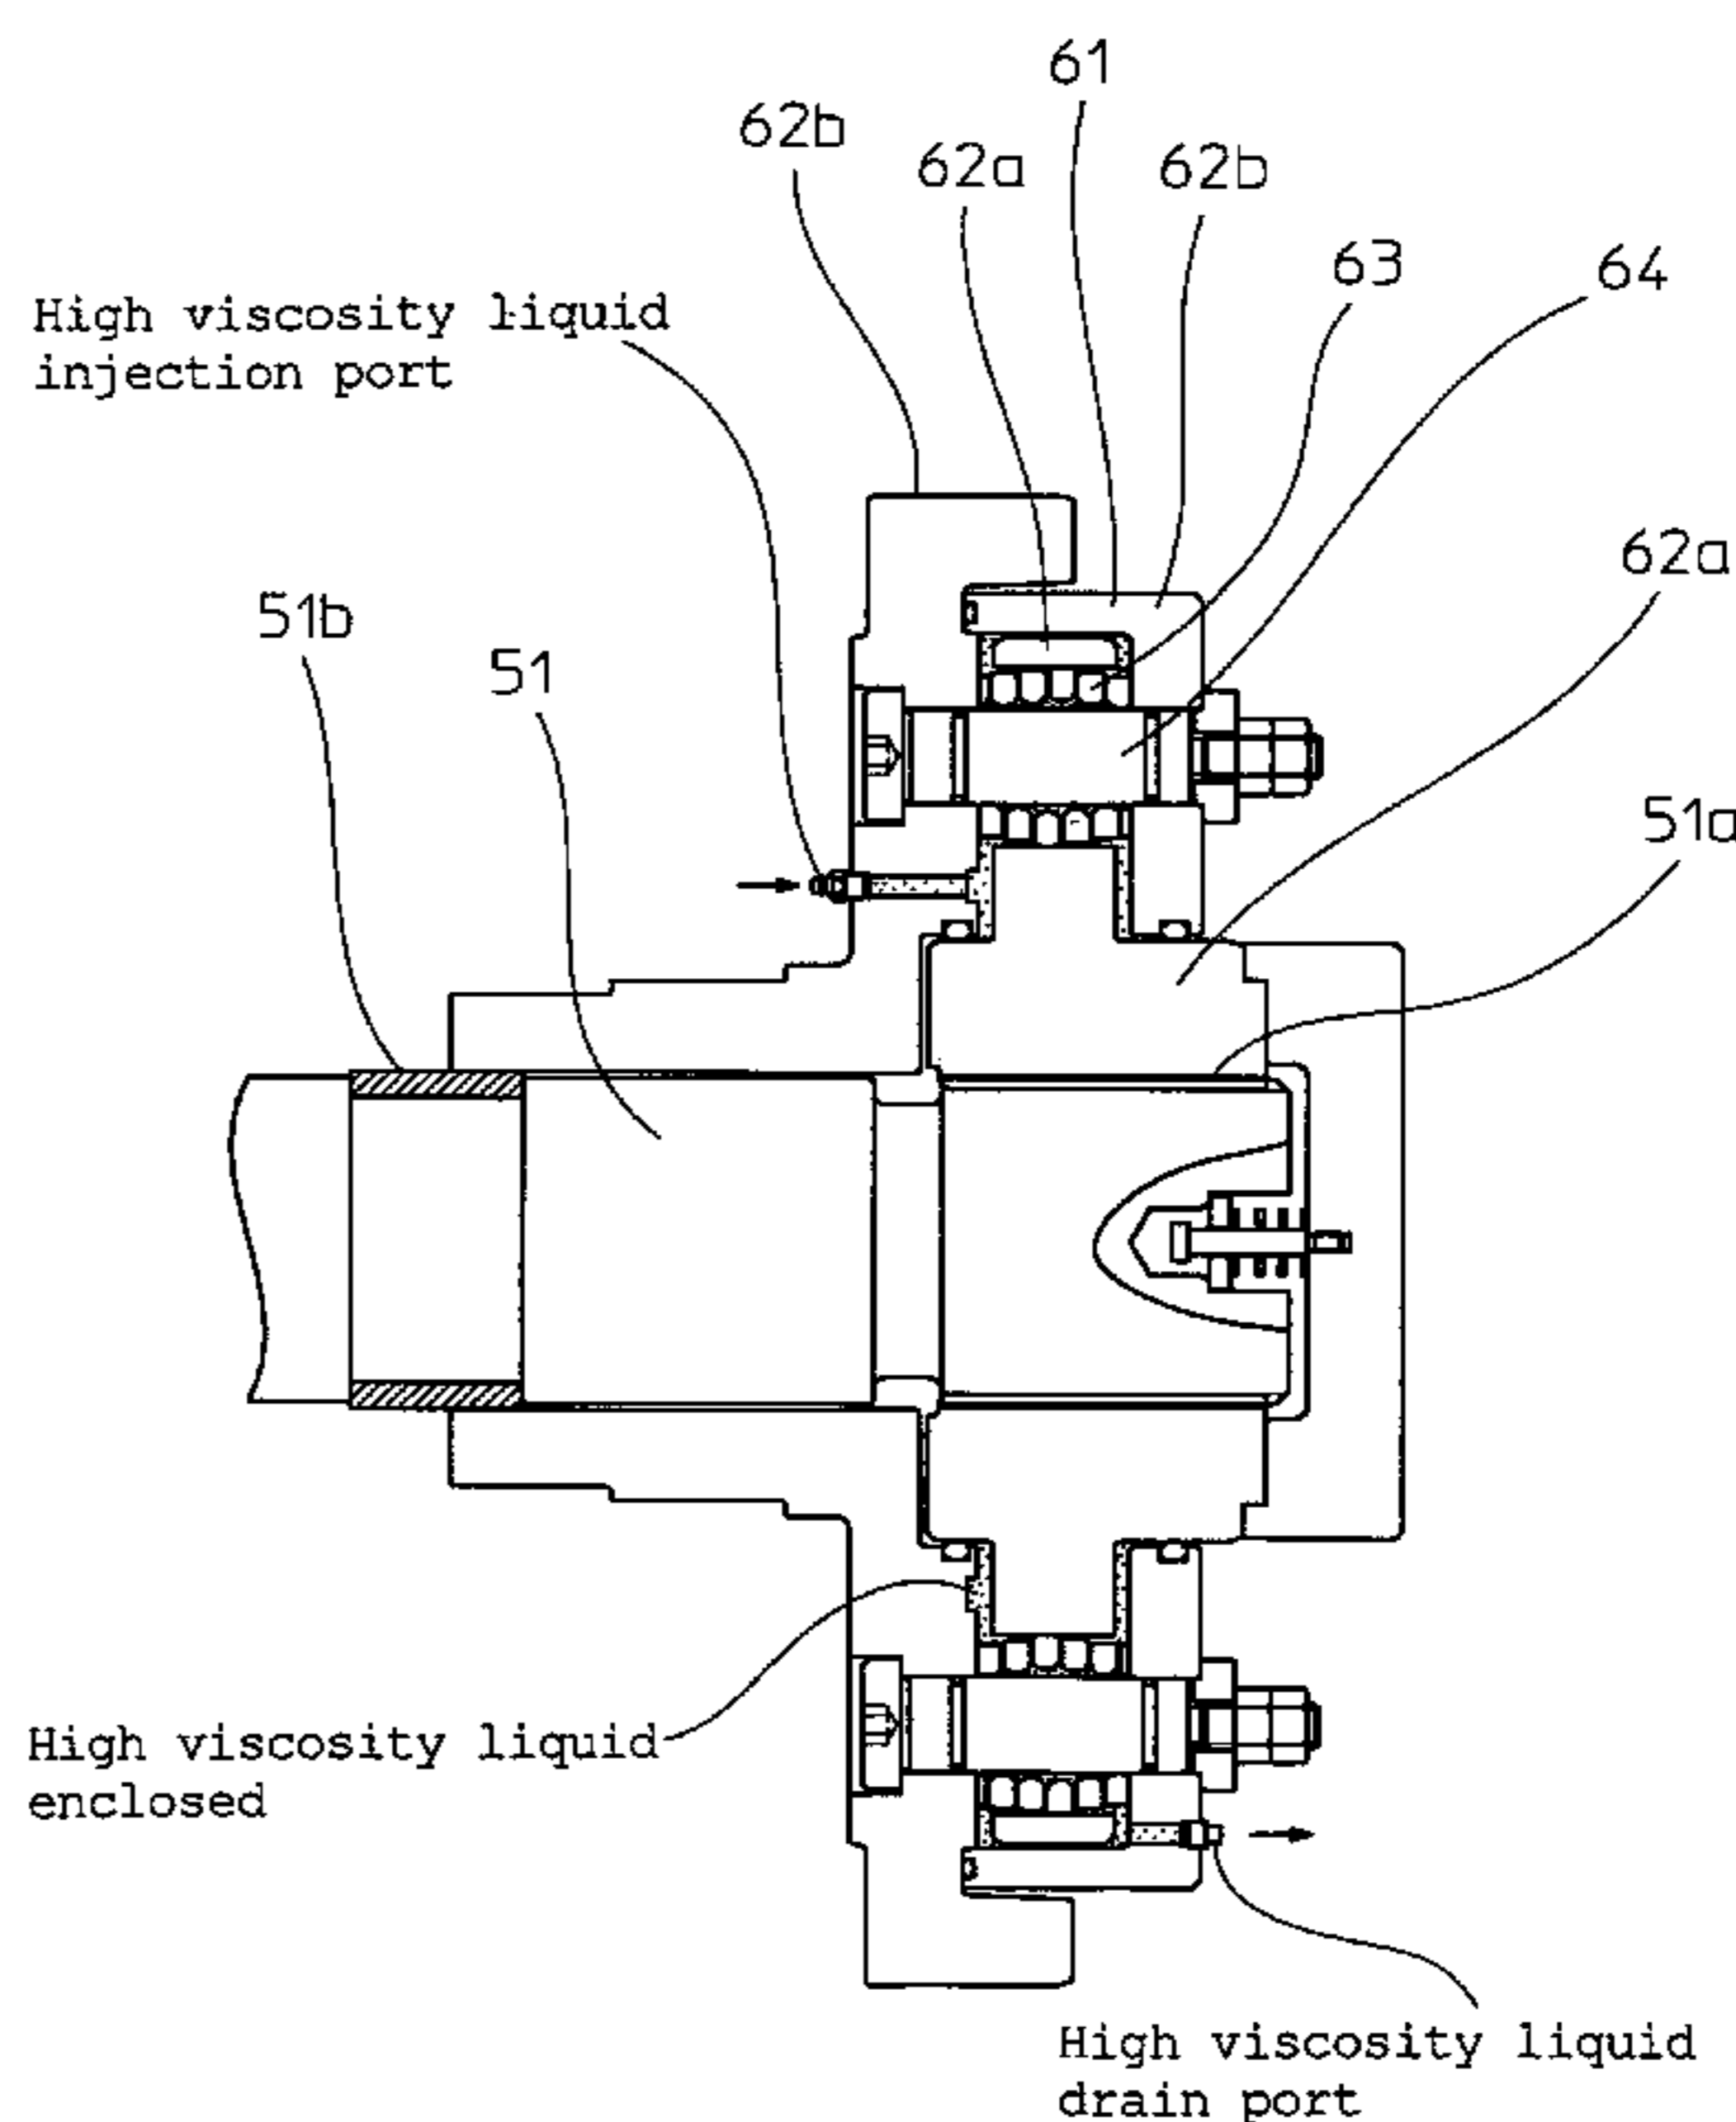 61
62b
62a
62b
63
64
High viscosity liquid
injection port
62a
51b
51
51a
High viscosity liquid
enclosed
High viscosity liquid
drain port